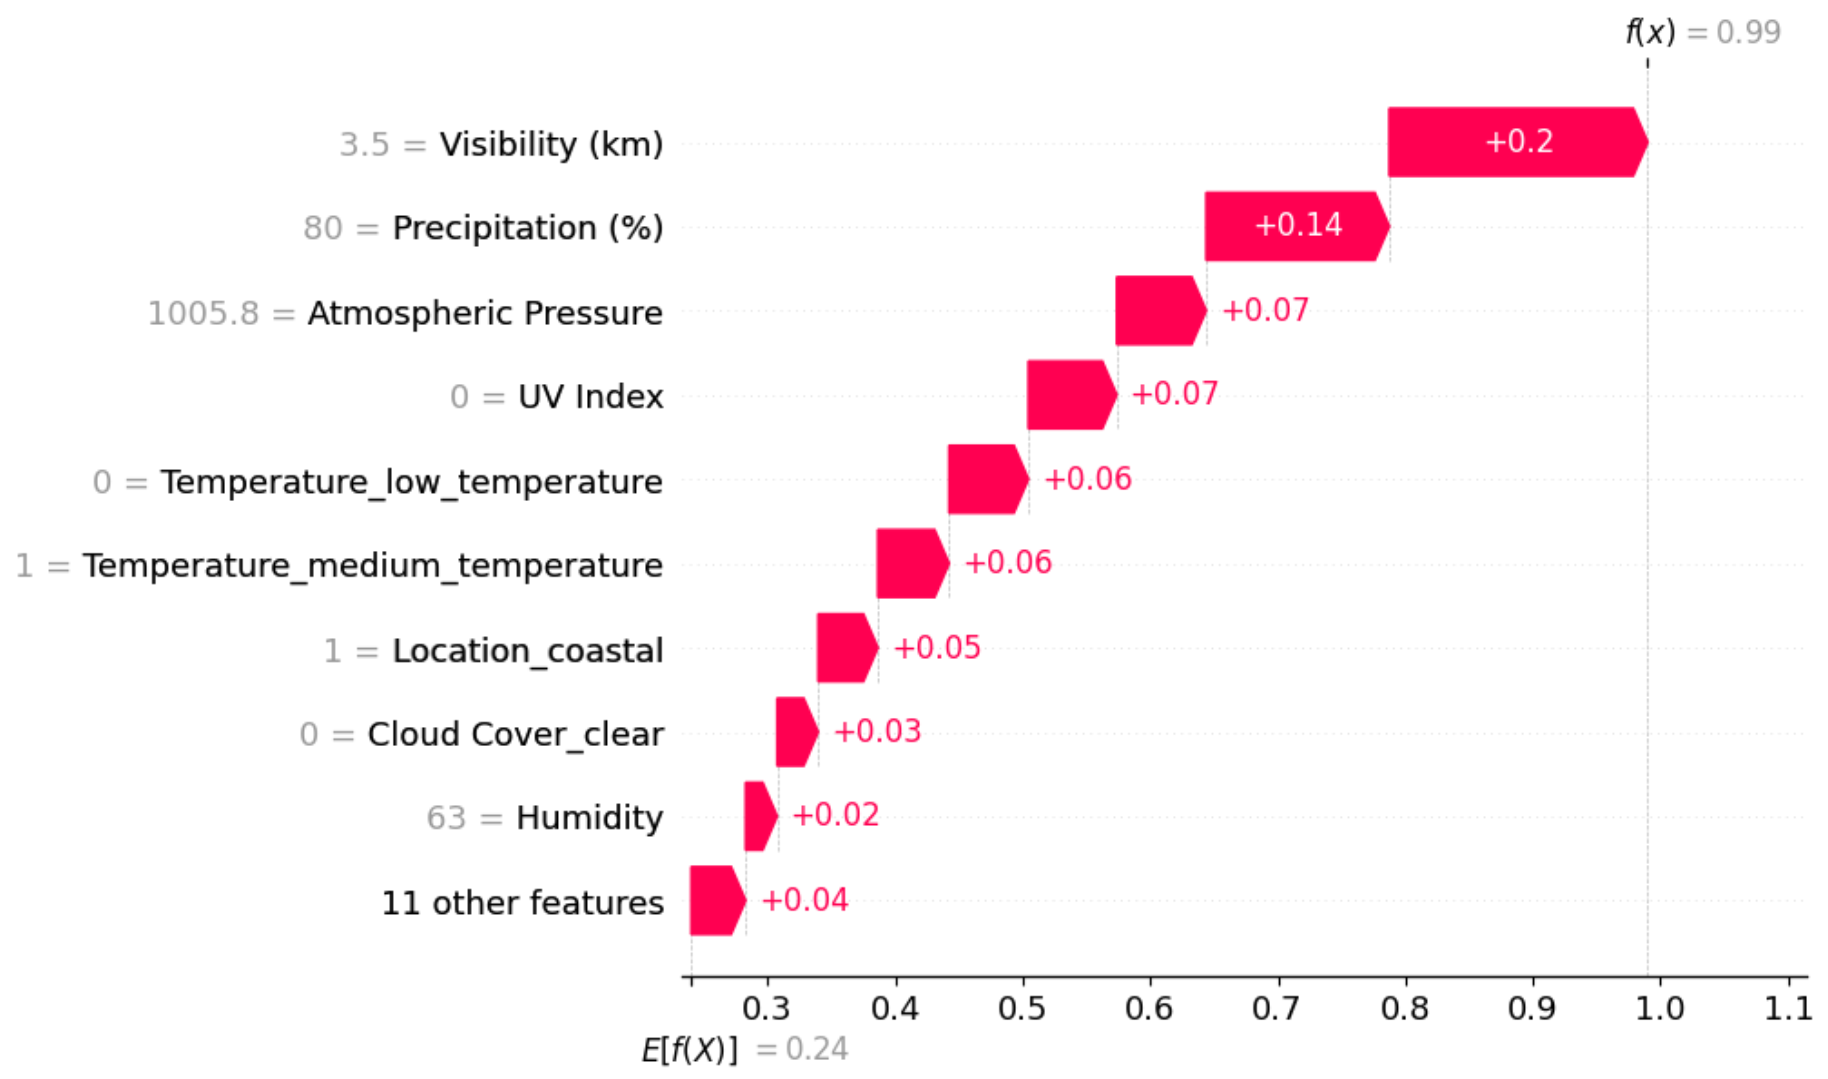 f(x) = 0.99
3.5 = Visibility (km) +0.2
80 = Precipitation (%) +0.14
1005.8 = Atmospheric Pressure +0.07
0 = UV Index +0.07
0 = Temperature_low_temperature +0.06
1 = Temperature_medium_temperature +0.06
1 = Location_coastal +0.05
0 = Cloud Cover_clear +0.03
63 = Humidity +0.02
11 other features +0.04
0.3 0.4 0.5 0.6 0.7 0.8 0.9 1.0 1.1
E[f(X)] = 0.24